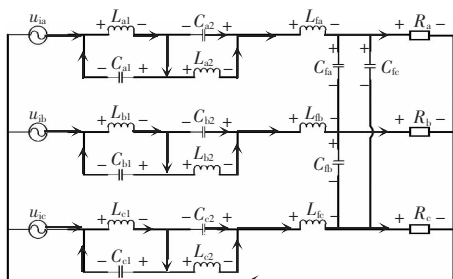 u_ia + L_a1 − − C_a2 + + L_fa − R_a
+ + + −
− C_a1 + + L_a2 − C_fa C_fc
− −
u_ib + L_b1 − − C_b2 + + L_fb − + R_b −
− C_b1 + + L_b2 − C_fb +
−
u_ic + L_c1 − − C_c2 + + L_fc − + R_c −
− C_c1 + + L_c2 −